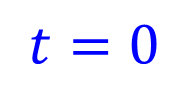 t = 0